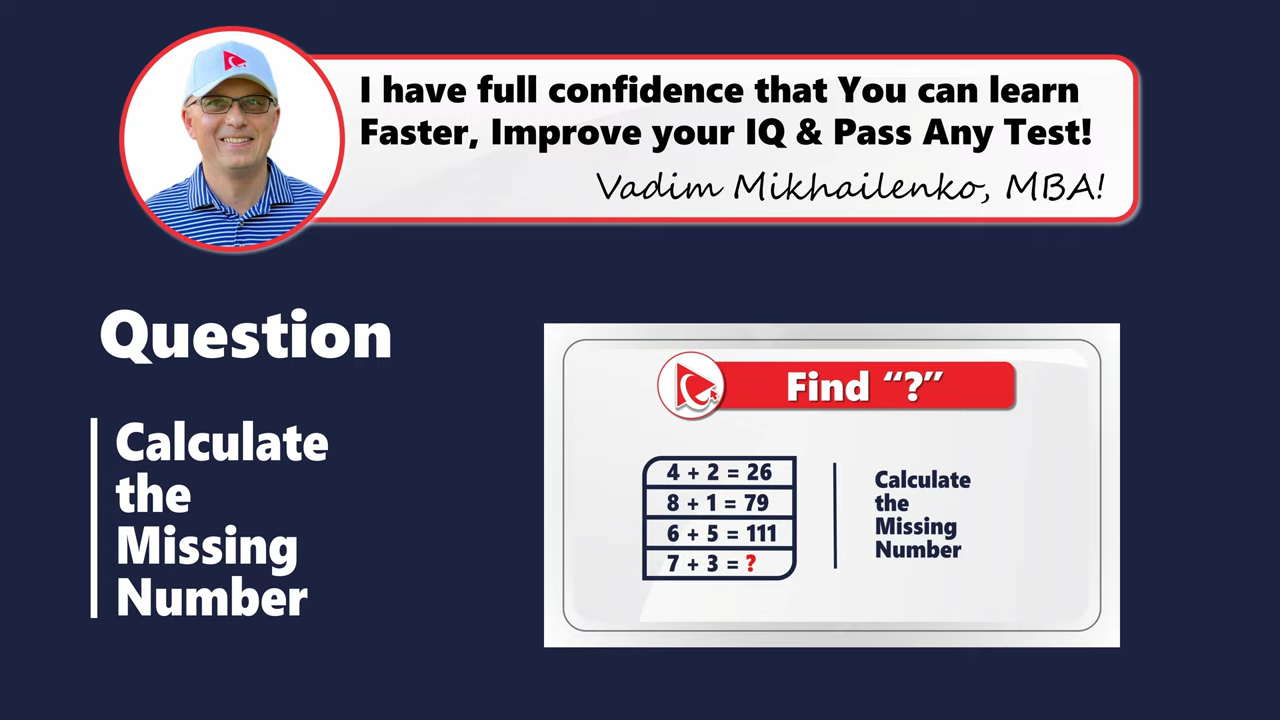 I have full confidence that You can learn
Faster, Improve your IQ & Pass Any Test!
Vadim Mikhailenko, MBA!
Question
Calculate
the
Missing
Number
Find “?”
4 + 2 = 26
8 + 1 = 79
6 + 5 = 111
7 + 3 = ?
Calculate
the
Missing
Number